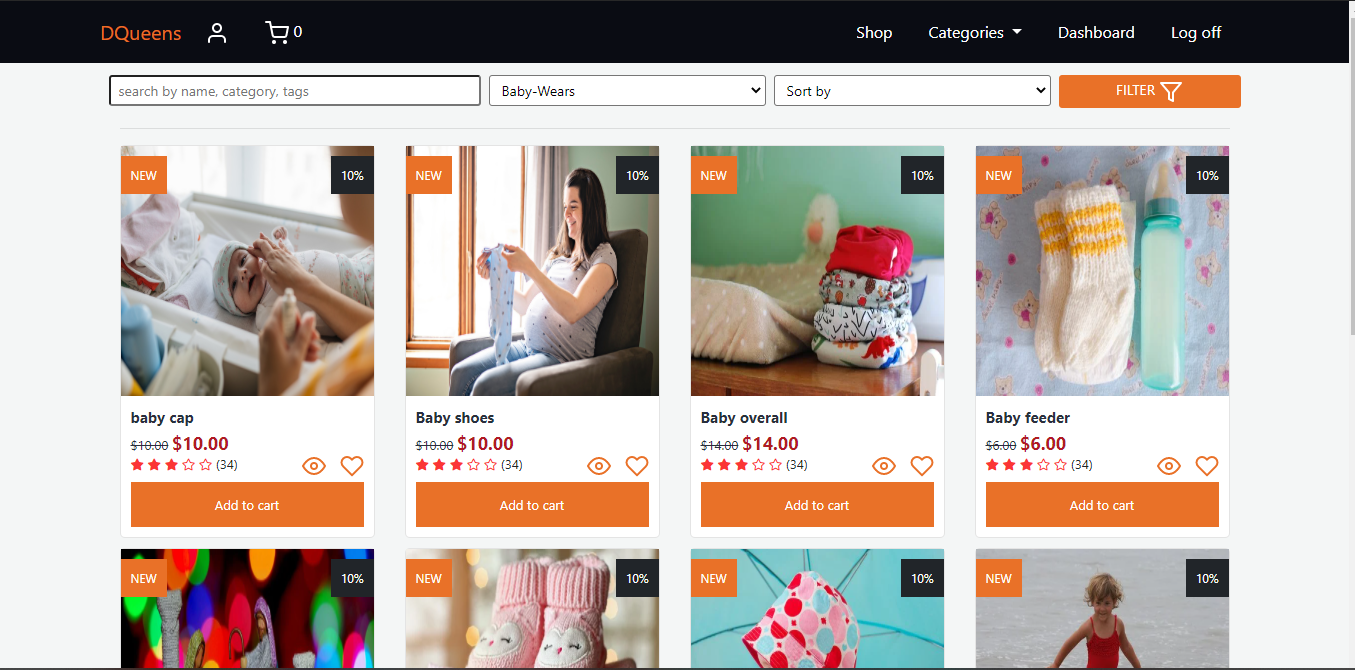 DQueens 0 Shop Categories Dashboard Log off
search by name, category, tags Baby-Wears Sort by FILTER
NEW 10% NEW 10% NEW 10% NEW 10%
baby cap Baby shoes Baby overall Baby feeder
$10.00 $10.00 $10.00 $10.00 $14.00 $14.00 $6.00 $6.00
(34) (34) (34) (34)
Add to cart Add to cart Add to cart Add to cart
NEW 10% NEW 10% NEW 10% NEW 10%